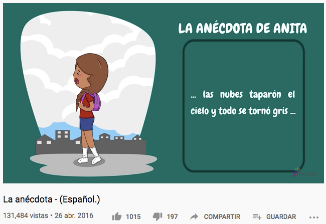 LA ANÉCDOTA DE ANITA
... las nubes taparón el
cielo y todo se tornó gris ...
La anécdota - (Español.)
131,484 vistas • 26 abr. 2016
1015
197
COMPARTIR
GUARDAR